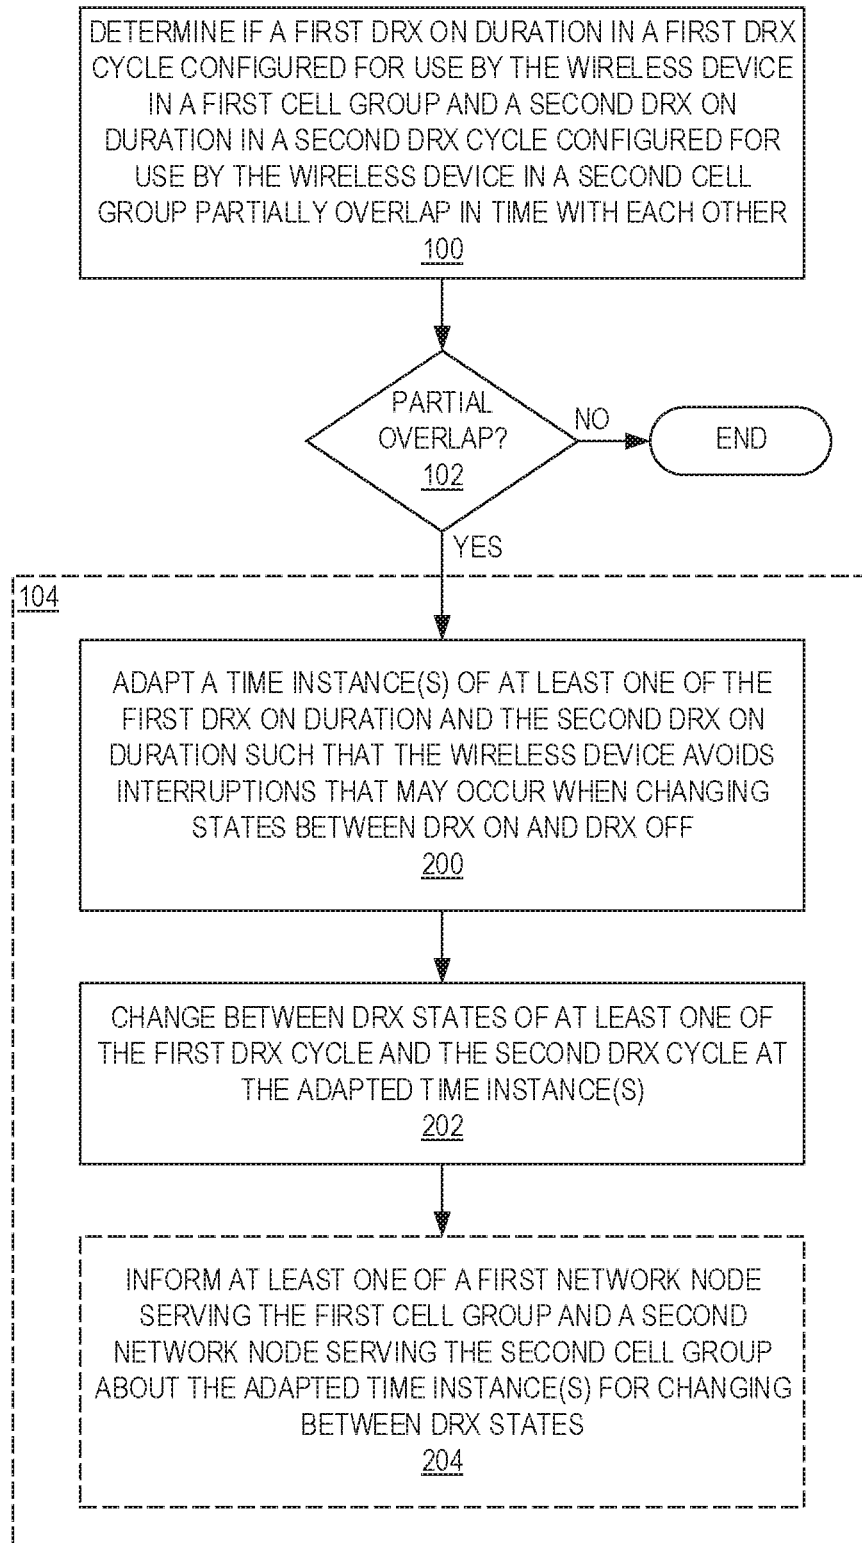 DETERMINE IF A FIRST DRX ON DURATION IN A FIRST DRX
CYCLE CONFIGURED FOR USE BY THE WIRELESS DEVICE
IN A FIRST CELL GROUP AND A SECOND DRX ON
DURATION IN A SECOND DRX CYCLE CONFIGURED FOR
USE BY THE WIRELESS DEVICE IN A SECOND CELL
GROUP PARTIALLY OVERLAP IN TIME WITH EACH OTHER
100
PARTIAL
OVERLAP?
102
NO
END
YES
104
ADAPT A TIME INSTANCE(S) OF AT LEAST ONE OF THE
FIRST DRX ON DURATION AND THE SECOND DRX ON
DURATION SUCH THAT THE WIRELESS DEVICE AVOIDS
INTERRUPTIONS THAT MAY OCCUR WHEN CHANGING
STATES BETWEEN DRX ON AND DRX OFF
200
CHANGE BETWEEN DRX STATES OF AT LEAST ONE OF
THE FIRST DRX CYCLE AND THE SECOND DRX CYCLE AT
THE ADAPTED TIME INSTANCE(S)
202
INFORM AT LEAST ONE OF A FIRST NETWORK NODE
SERVING THE FIRST CELL GROUP AND A SECOND
NETWORK NODE SERVING THE SECOND CELL GROUP
ABOUT THE ADAPTED TIME INSTANCE(S) FOR CHANGING
BETWEEN DRX STATES
204